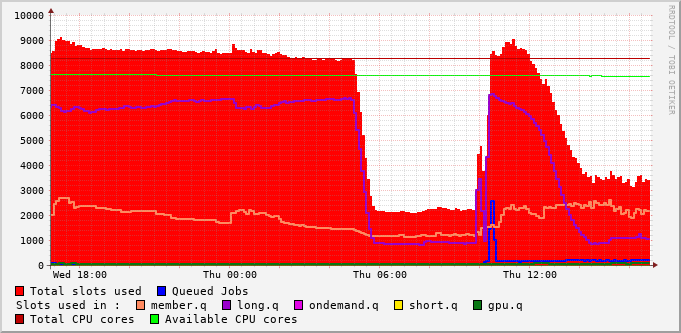 10000
9000
8000
7000
6000
5000
4000
3000
2000
1000
0
Wed 18:00 Thu 00:00 Thu 06:00 Thu 12:00
RRDTOOL / TOBI OETIKER
Total slots used Queued Jobs
Slots used in : member.q long.q ondemand.q short.q gpu.q
Total CPU cores Available CPU cores